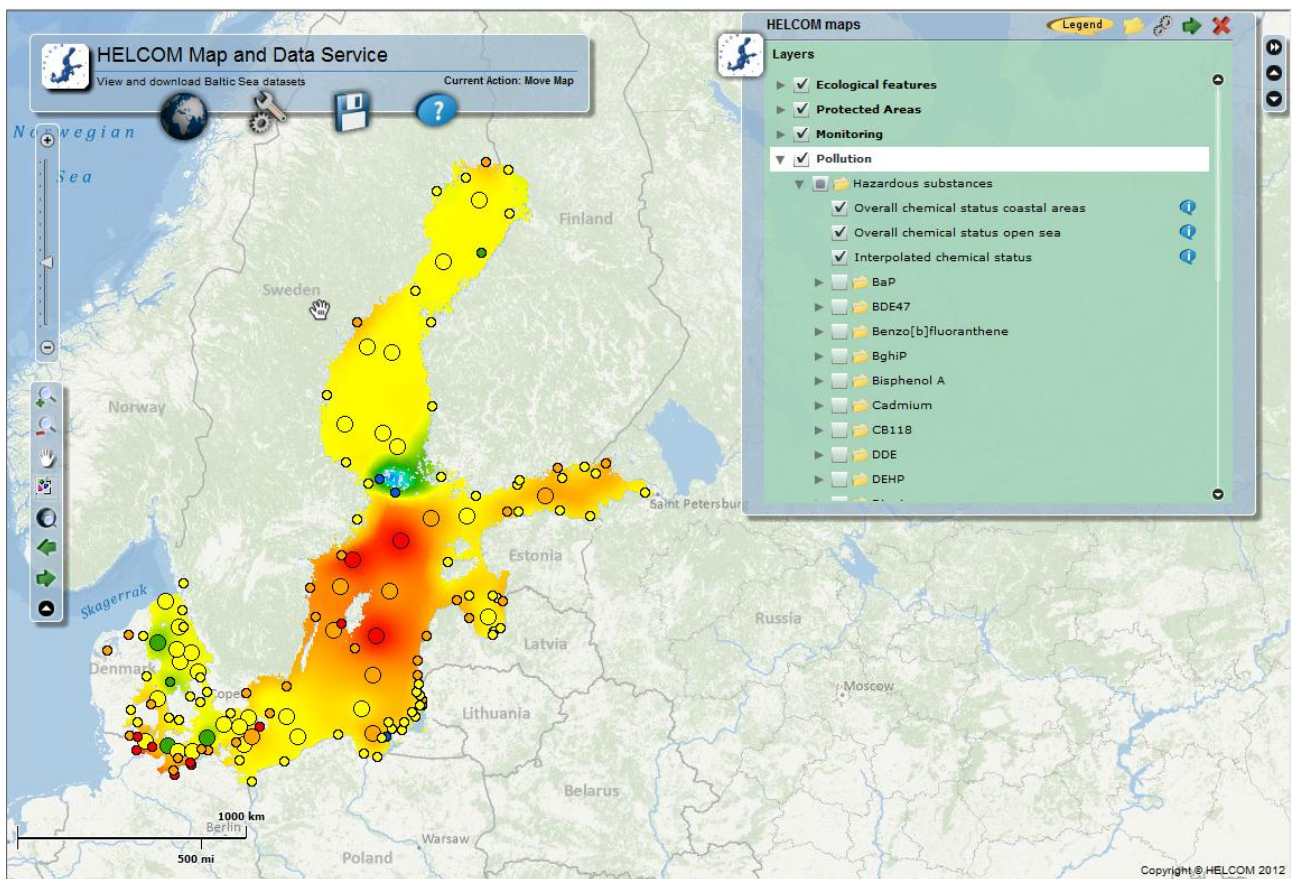 HELCOM Map and Data Service
View and download Baltic Sea datasets
Current Action: Move Map
HELCOM maps
Legend
Layers
Ecological features
Protected Areas
Monitoring
Pollution
Hazardous substances
Overall chemical status coastal areas
Overall chemical status open sea
Interpolated chemical status
BaP
BDE47
Benzo[b]fluoranthene
BghiP
Bisphenol A
Cadmium
CB118
DDE
DEHP
Norwegian
Sea
Finland
Sweden
Norway
Saint Petersburg
Estonia
Skagerrak
Russia
Latvia
Denmark
Moscow
Lithuania
Belarus
1000 km
Berlin
Warsaw
500 mi
Poland
Copyright © HELCOM 2012